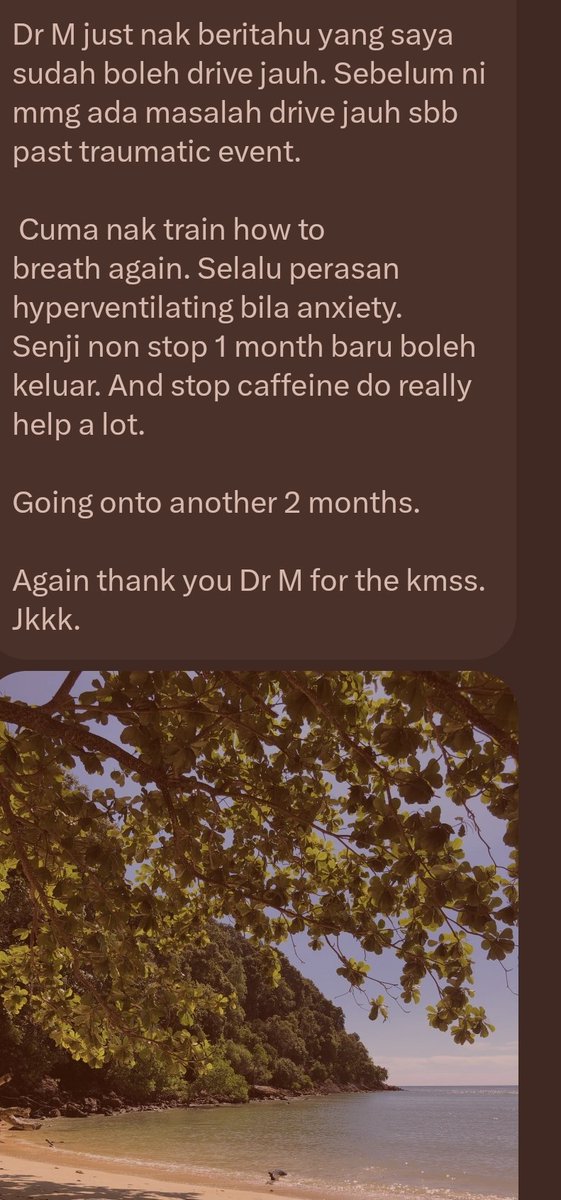 Dr M just nak beritahu yang saya
sudah boleh drive jauh. Sebelum ni
mmg ada masalah drive jauh sbb
past traumatic event.
Cuma nak train how to
breath again. Selalu perasan
hyperventilating bila anxiety.
Senji non stop 1 month baru boleh
keluar. And stop caffeine do really
help a lot.
Going onto another 2 months.
Again thank you Dr M for the kmss.
Jkkk.